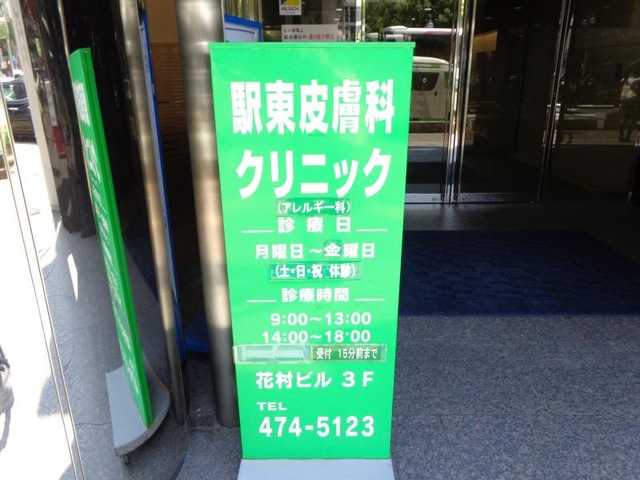 駅東皮膚科
クリニック
(アレルギー科)
診療日
月曜日～金曜日
(土・日・祝 休診)
診療時間
9:00～13:00
14:00～18:00
受付 15分前まで
花村ビル 3F
TEL
474-5123